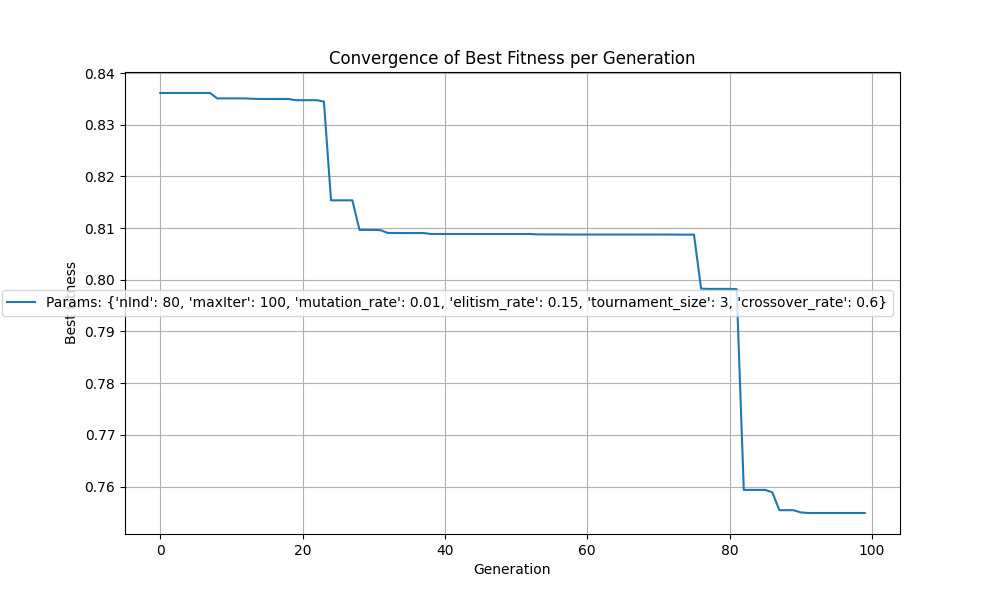 Convergence of Best Fitness per Generation
0.84
0.83
0.82
0.81
0.80
0.79
0.78
0.77
0.76
Best Fitness
Params: {'nInd': 80, 'maxIter': 100, 'mutation_rate': 0.01, 'elitism_rate': 0.15, 'tournament_size': 3, 'crossover_rate': 0.6}
0 20 40 60 80 100
Generation